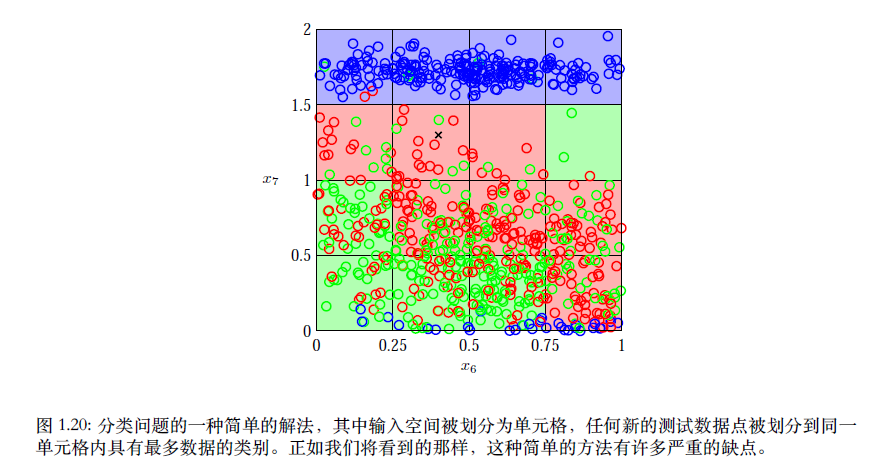 2
1.5
x7
1
0.5
0
0
0.25
0.5
0.75
1
x6
图 1.20: 分类问题的一种简单的解法，其中输入空间被划分为单元格，任何新的测试数据点被划分到同一
单元格内具有最多数据的类别。正如我们将看到的那样，这种简单的方法有许多严重的缺点。